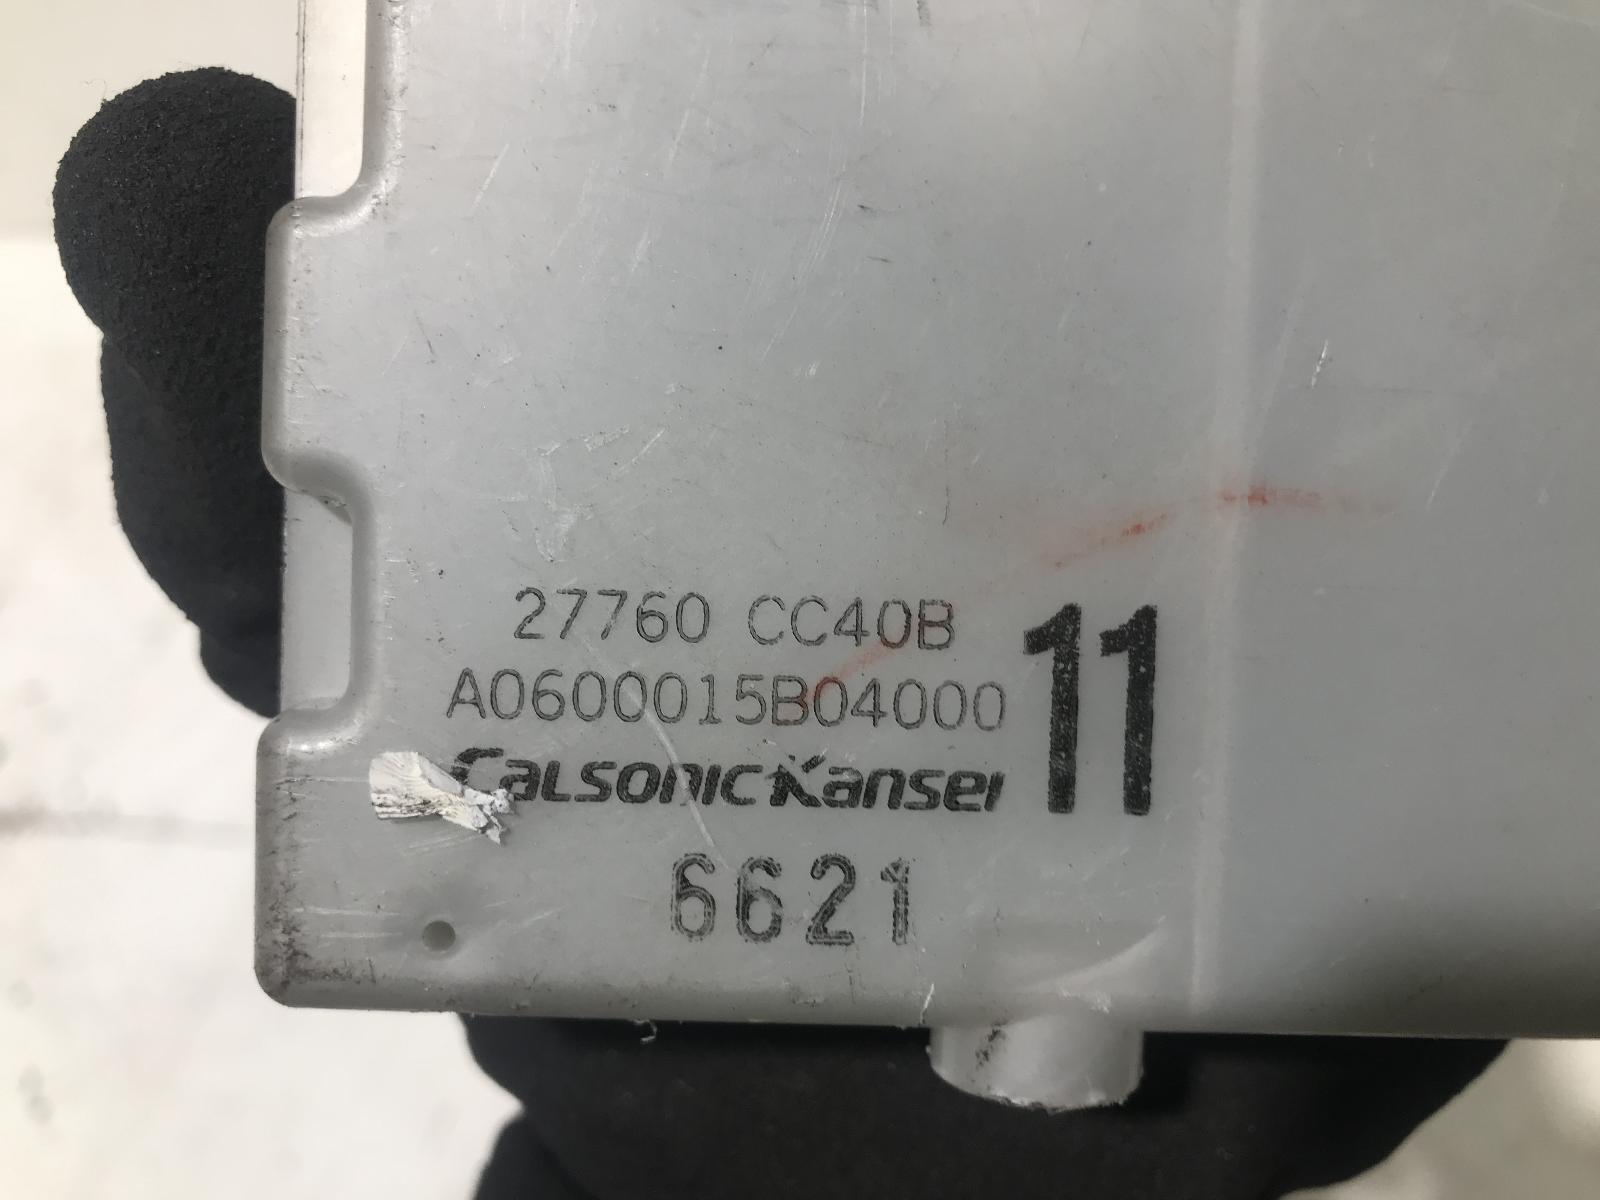 27760 CC40B
A0600015B04000
11
CalsonicKansei
6621